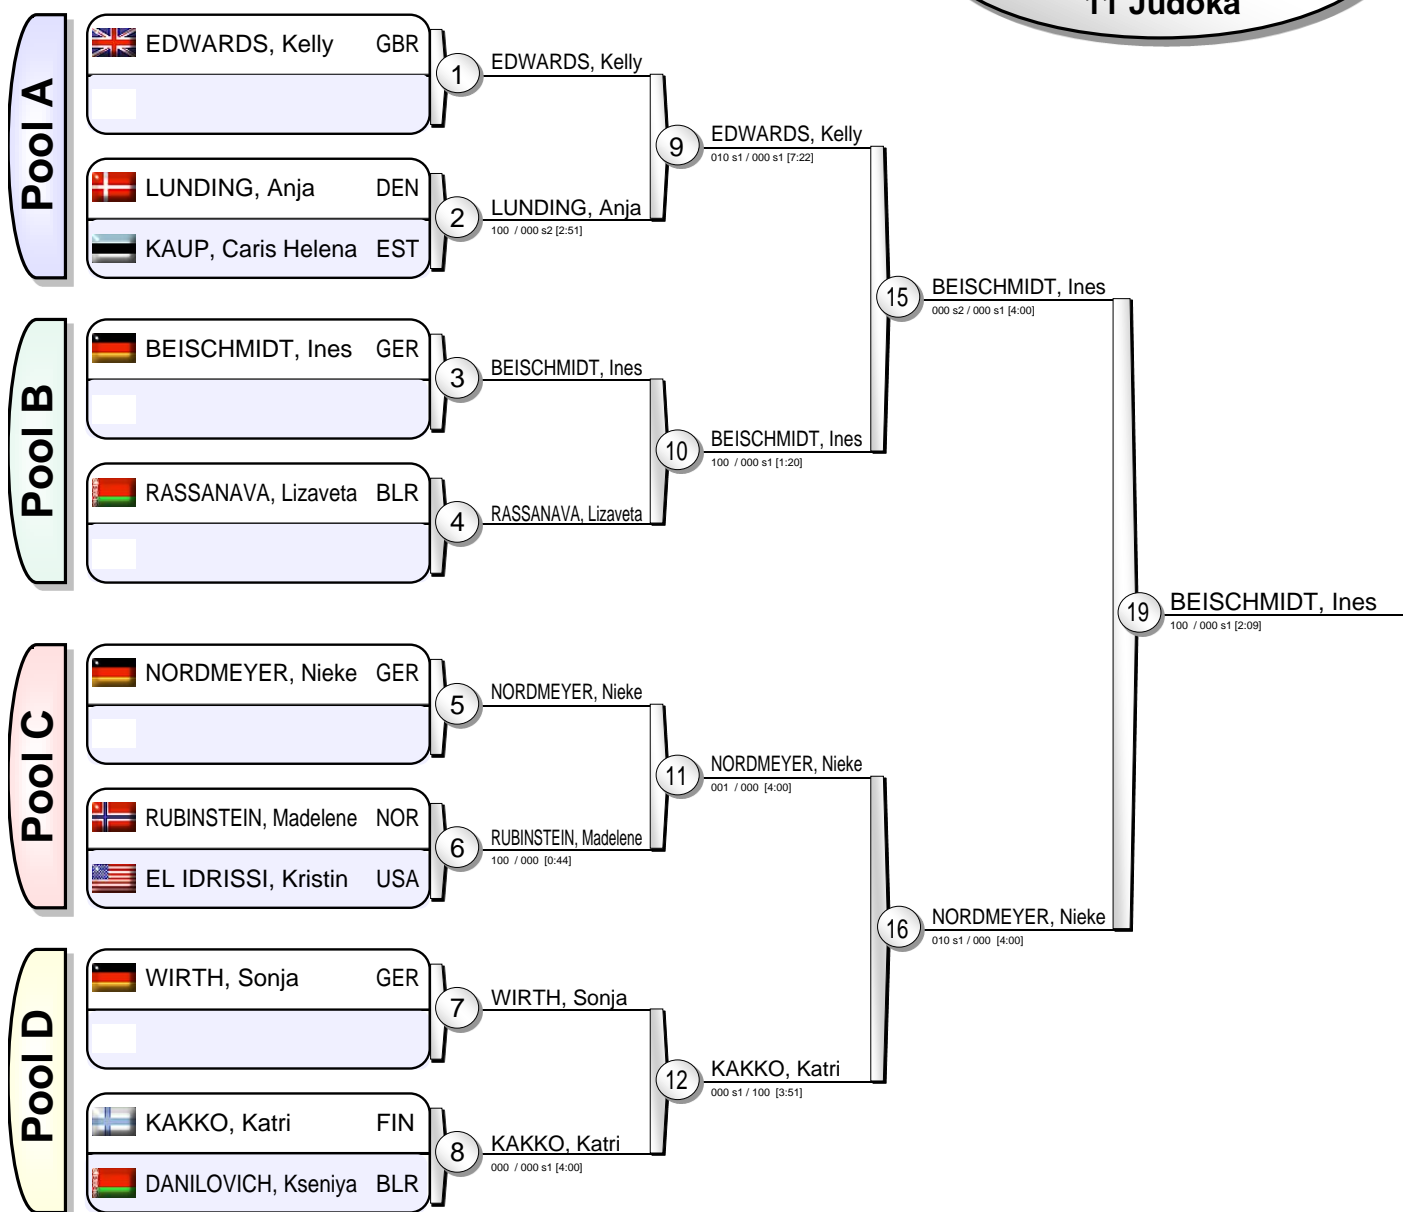 11 Judoka
Pool A
EDWARDS, Kelly GBR
LUNDING, Anja DEN
KAUP, Caris Helena EST
Pool B
BEISCHMIDT, Ines GER
RASSANAVA, Lizaveta BLR
Pool C
NORDMEYER, Nieke GER
RUBINSTEIN, Madelene NOR
EL IDRISSI, Kristin USA
Pool D
WIRTH, Sonja GER
KAKKO, Katri FIN
DANILOVICH, Kseniya BLR
1
EDWARDS, Kelly
2
LUNDING, Anja
100 / 000 s2 [2:51]
3
BEISCHMIDT, Ines
4
RASSANAVA, Lizaveta
5
NORDMEYER, Nieke
6
RUBINSTEIN, Madelene
100 / 000 [0:44]
7
WIRTH, Sonja
8
KAKKO, Katri
000 / 000 s1 [4:00]
9
EDWARDS, Kelly
010 s1 / 000 s1 [7:22]
10
BEISCHMIDT, Ines
100 / 000 s1 [1:20]
11
NORDMEYER, Nieke
001 / 000 [4:00]
12
KAKKO, Katri
000 s1 / 100 [3:51]
15
BEISCHMIDT, Ines
000 s2 / 000 s1 [4:00]
16
NORDMEYER, Nieke
010 s1 / 000 [4:00]
19
BEISCHMIDT, Ines
100 / 000 s1 [2:09]